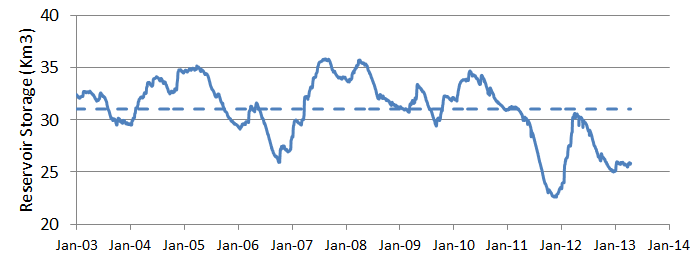 Reservoir Storage (Km3)
40
35
30
25
20
Jan-03 Jan-04 Jan-05 Jan-06 Jan-07 Jan-08 Jan-09 Jan-10 Jan-11 Jan-12 Jan-13 Jan-14